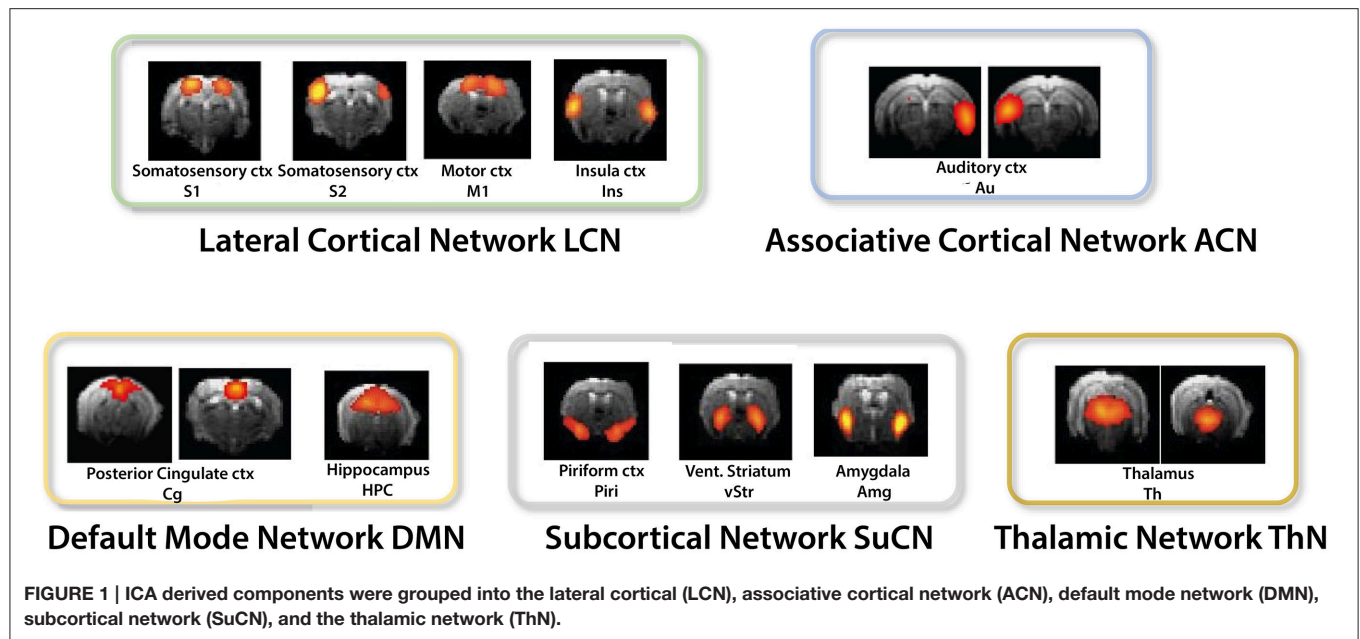 Somatosensory ctx
S1
Somatosensory ctx
S2
Motor ctx
M1
Insula ctx
Ins
Lateral Cortical Network LCN
Auditory ctx
Au
Associative Cortical Network ACN
Posterior Cingulate ctx
Cg
Hippocampus
HPC
Default Mode Network DMN
Piriform ctx
Piri
Vent. Striatum
vStr
Amygdala
Amg
Subcortical Network SuCN
Thalamus
Th
Thalamic Network ThN
FIGURE 1 | ICA derived components were grouped into the lateral cortical (LCN), associative cortical network (ACN), default mode network (DMN),
subcortical network (SuCN), and the thalamic network (ThN).